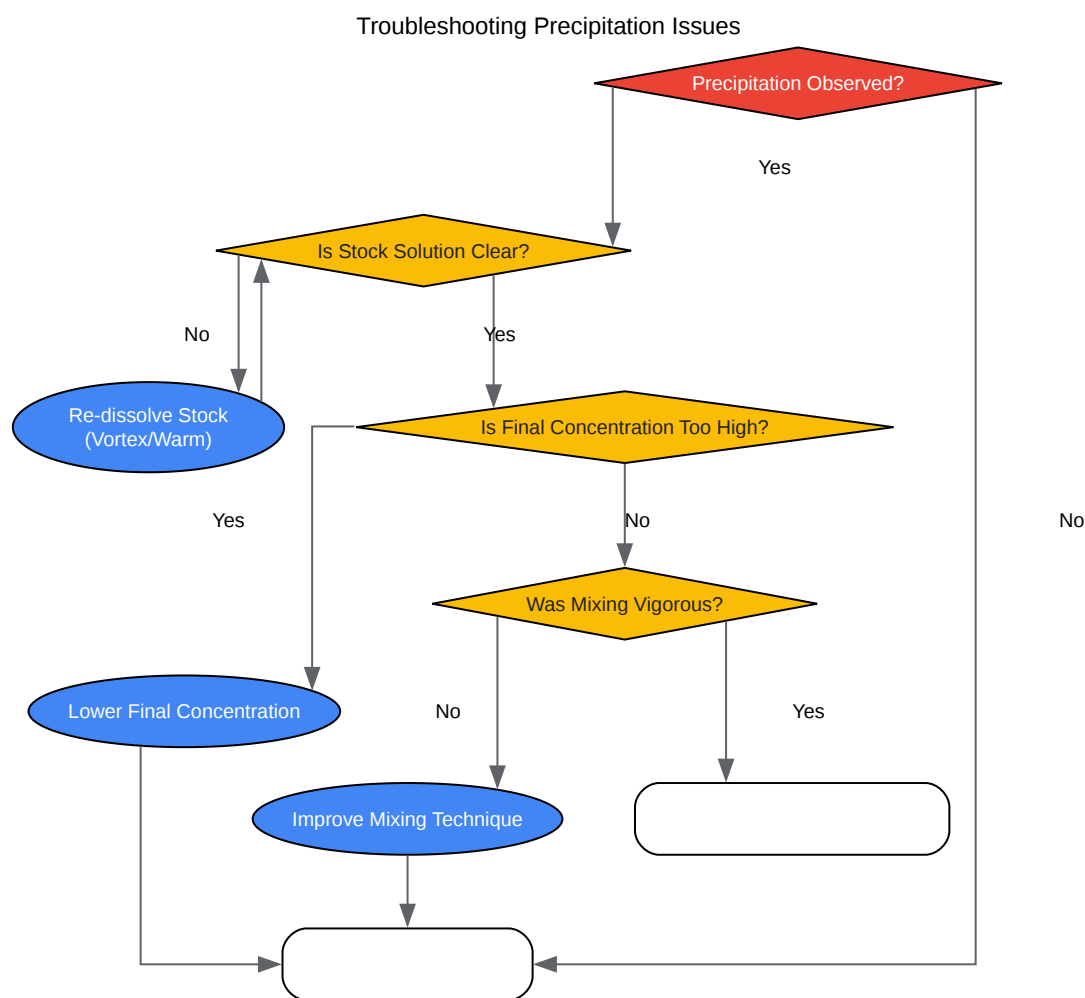 Troubleshooting Precipitation Issues
Precipitation Observed?
Yes
Is Stock Solution Clear?
No
Yes
Re-dissolve Stock
(Vortex/Warm)
Is Final Concentration Too High?
Yes
No
No
Was Mixing Vigorous?
Lower Final Concentration
No
Yes
Improve Mixing Technique